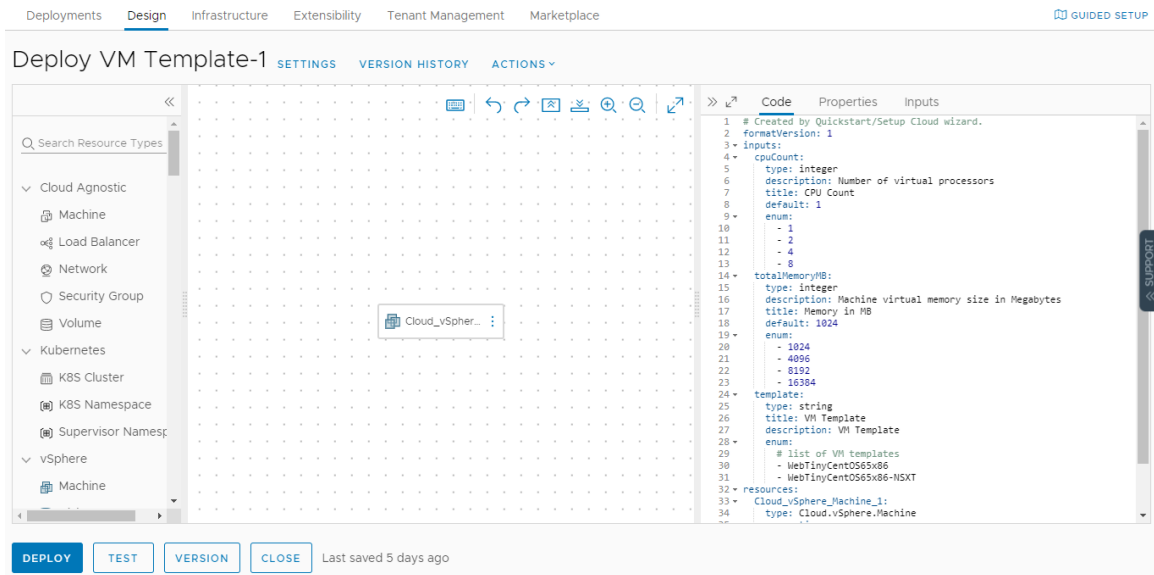 Deployments Design Infrastructure Extensibility Tenant Management Marketplace GUIDED SETUP
Deploy VM Template-1 SETTINGS VERSION HISTORY ACTIONS
Search Resource Types
Cloud Agnostic
Machine
Load Balancer
Network
Security Group
Volume
Kubernetes
K8S Cluster
K8S Namespace
Supervisor Namesp
vSphere
Machine
Cloud_vSpher...
Code Properties Inputs
1 # Created by Quickstart/Setup Cloud wizard.
2 formatVersion: 1
3 inputs:
4 cpuCount:
5 type: integer
6 description: Number of virtual processors
7 title: CPU Count
8 default: 1
9 enum:
10 - 1
11 - 2
12 - 4
13 - 8
14 totalMemoryMB:
15 type: integer
16 description: Machine virtual memory size in Megabytes
17 title: Memory in MB
18 default: 1024
19 enum:
20 - 1024
21 - 4096
22 - 8192
23 - 16384
24 template:
25 type: string
26 title: VM Template
27 description: VM Template
28 enum:
29 # list of VM templates
30 - WebTinyCentOS65x86
31 - WebTinyCentOS65x86-NSXT
32 resources:
33 Cloud_vSphere_Machine_1:
34 type: Cloud.vSphere.Machine
SUPPORT
DEPLOY TEST VERSION CLOSE Last saved 5 days ago